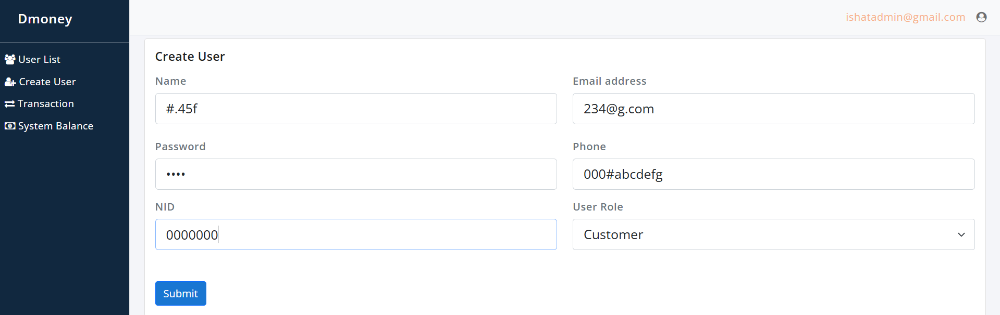 Dmoney
ishatadmin@gmail.com
User List
Create User
Transaction
System Balance
Create User
Name
#.45f
Email address
234@g.com
Password
••••
Phone
000#abcdefg
NID
0000000
User Role
Customer
Submit